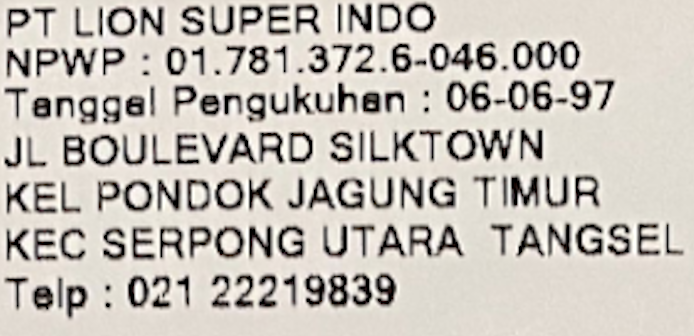 PT LION SUPER INDO
NPWP : 01.781.372.6-046.000
Tanggal Pengukuhan : 06-06-97
JL BOULEVARD SILKTOWN
KEL PONDOK JAGUNG TIMUR
KEC SERPONG UTARA  TANGSEL
Telp : 021 22219839